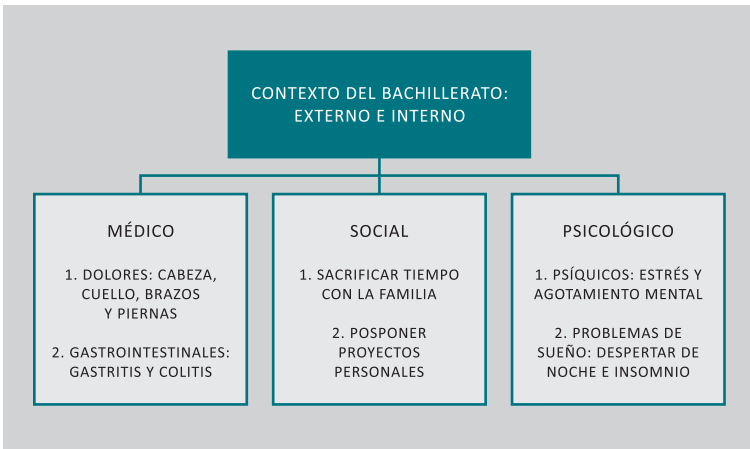 CONTEXTO DEL BACHILLERATO:
EXTERNO E INTERNO
MÉDICO
1. DOLORES: CABEZA,
CUELLO, BRAZOS
Y PIERNAS
2. GASTROINTESTINALES:
GASTRITIS Y COLITIS
SOCIAL
1. SACRIFICAR TIEMPO
CON LA FAMILIA
2. POSPONER
PROYECTOS
PERSONALES
PSICOLÓGICO
1. PSÍQUICOS: ESTRÉS Y
AGOTAMIENTO MENTAL
2. PROBLEMAS DE
SUEÑO: DESPERTAR DE
NOCHE E INSOMNIO